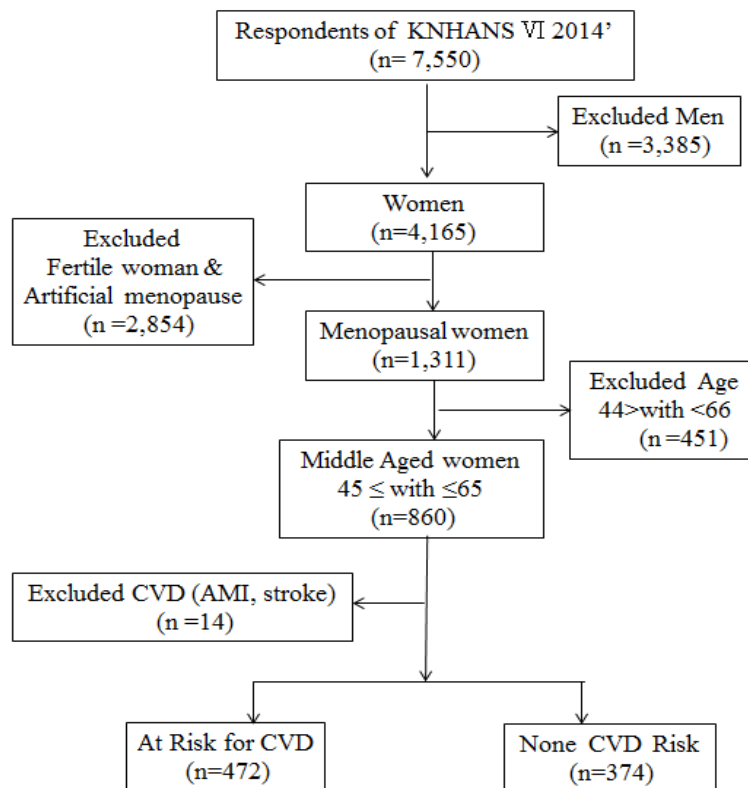 Respondents of KNHANS Ⅵ 2014’
(n= 7,550)
Excluded Men
(n =3,385)
Women
(n=4,165)
Excluded
Fertile woman &
Artificial menopause
(n =2,854)
Menopausal women
(n=1,311)
Excluded Age
44>with <66
(n =451)
Middle Aged women
45 ≤ with ≤65
(n=860)
Excluded CVD (AMI, stroke)
(n =14)
At Risk for CVD
(n=472)
None CVD Risk
(n=374)